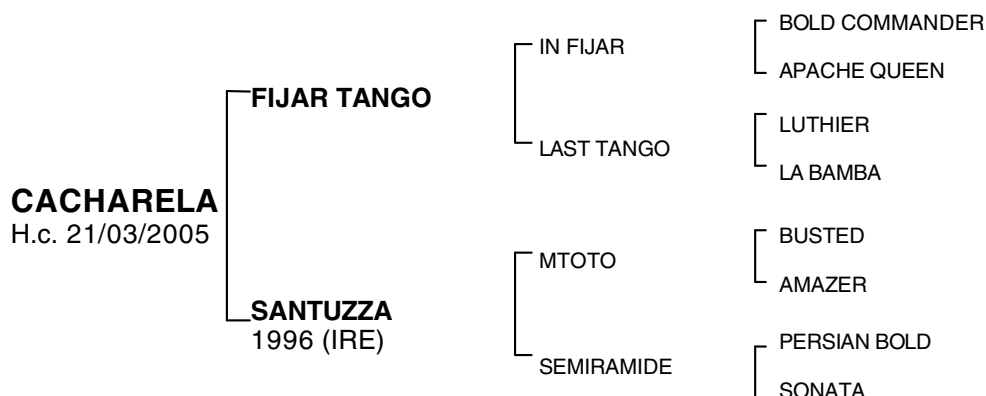 CACHARELA
H.c. 21/03/2005
FIJAR TANGO
SANTUZZA
1996 (IRE)
IN FIJAR
LAST TANGO
MTOTO
SEMIRAMIDE
BOLD COMMANDER
APACHE QUEEN
LUTHIER
LA BAMBA
BUSTED
AMAZER
PERSIAN BOLD
SONATA